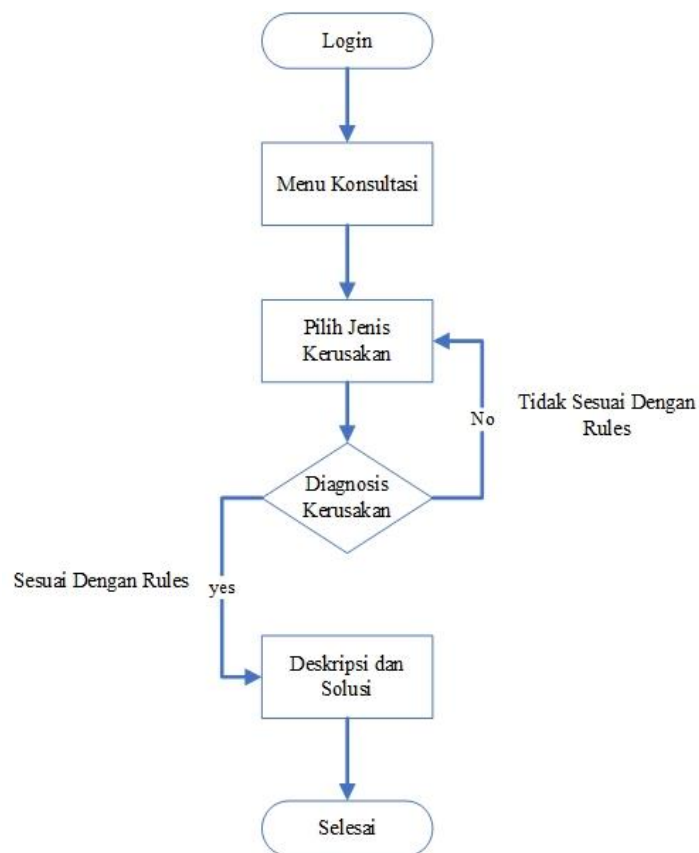 Login
Menu Konsultasi
Pilih Jenis
Kerusakan
Tidak Sesuai Dengan
Rules
No
Diagnosis
Kerusakan
Sesuai Dengan Rules
yes
Deskripsi dan
Solusi
Selesai